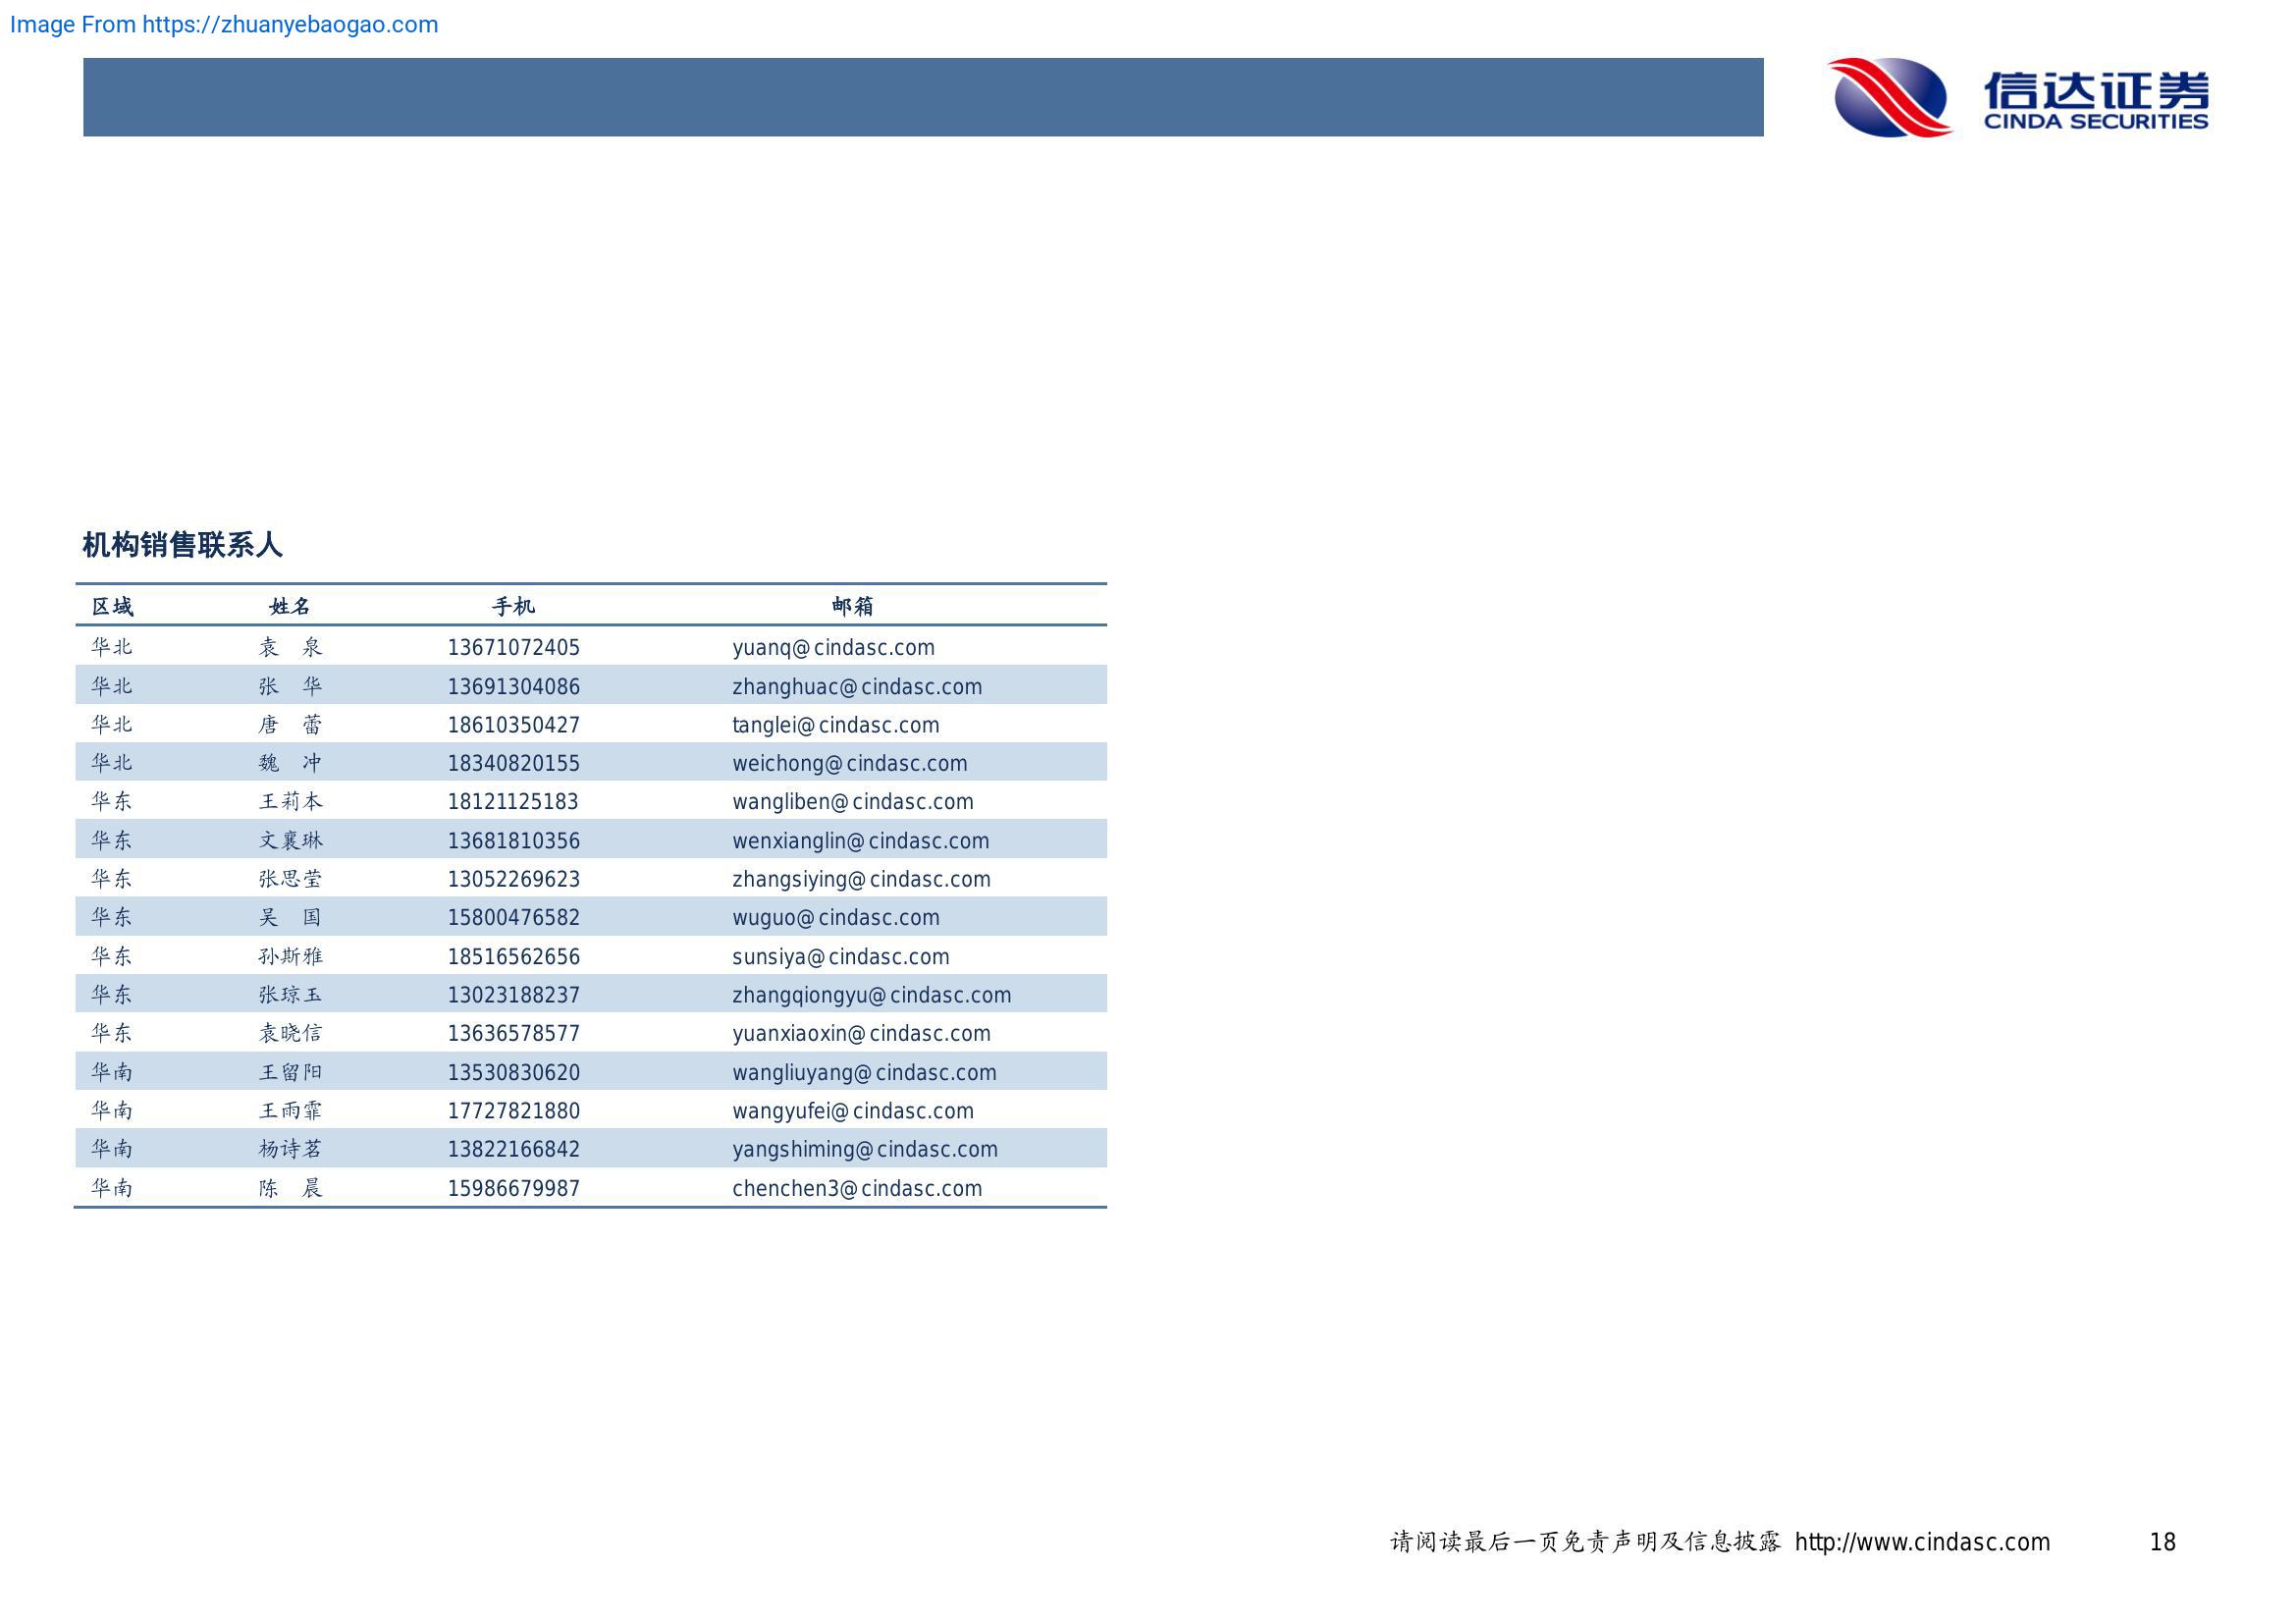 Image From https://zhuanyebaogao.com
信达证券
CINDA SECURITIES
机构销售联系人
区域 姓名 手机 邮箱
华北 袁 泉 13671072405 yuanq@cindasc.com
华北 张 华 13691304086 zhanghuac@cindasc.com
华北 唐 蕾 18610350427 tanglei@cindasc.com
华北 魏 冲 18340820155 weichong@cindasc.com
华东 王莉本 18121125183 wangliben@cindasc.com
华东 文襄琳 13681810356 wenxianglin@cindasc.com
华东 张思莹 13052269623 zhangsiying@cindasc.com
华东 吴 国 15800476582 wuguo@cindasc.com
华东 孙斯雅 18516562656 sunsiya@cindasc.com
华东 张琼玉 13023188237 zhangqiongyu@cindasc.com
华东 袁晓信 13636578577 yuanxiaoxin@cindasc.com
华南 王留阳 13530830620 wangliuyang@cindasc.com
华南 王雨霏 17727821880 wangyufei@cindasc.com
华南 杨诗茗 13822166842 yangshiming@cindasc.com
华南 陈 晨 15986679987 chenchen3@cindasc.com
请阅读最后一页免责声明及信息披露 http://www.cindasc.com 18